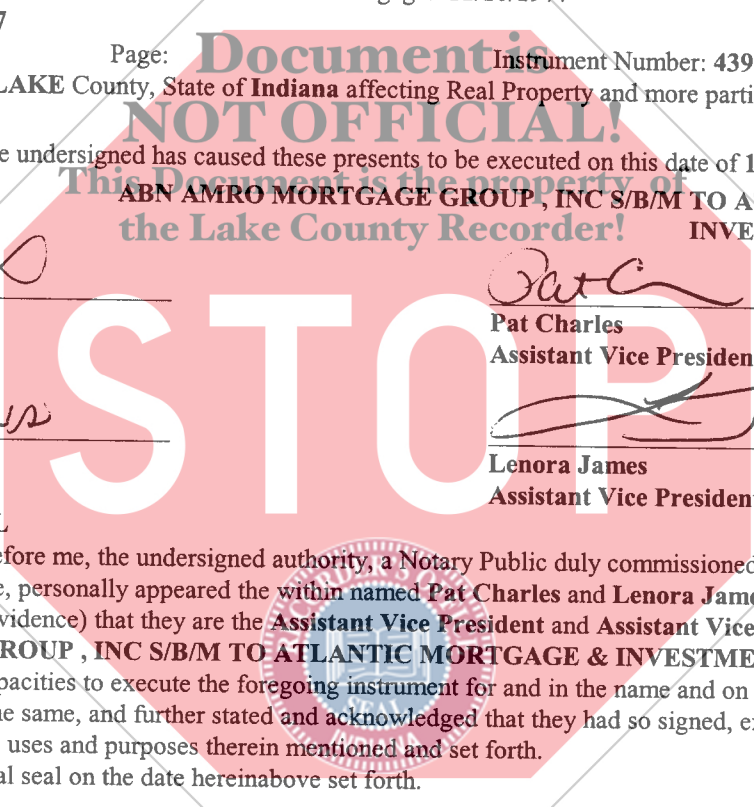 7
Page: Instrument Number: 439
LAKE County, State of Indiana affecting Real Property and more parti
Document is
NOT OFFICIAL!
This Document is the property of
the Lake County Recorder!
e undersigned has caused these presents to be executed on this date of 1
ABN AMRO MORTGAGE GROUP , INC S/B/M TO A
INVE
Pat C
Pat Charles
Assistant Vice Presiden
STOP
Lenora James
Assistant Vice Presiden
efore me, the undersigned authority, a Notary Public duly commissioned
e, personally appeared the within named Pat Charles and Lenora Jame
vidence) that they are the Assistant Vice President and Assistant Vice
ROUP , INC S/B/M TO ATLANTIC MORTGAGE & INVESTME
pacities to execute the foregoing instrument for and in the name and on
ne same, and further stated and acknowledged that they had so signed, e
uses and purposes therein mentioned and set forth.
al seal on the date hereinabove set forth.
SEAL